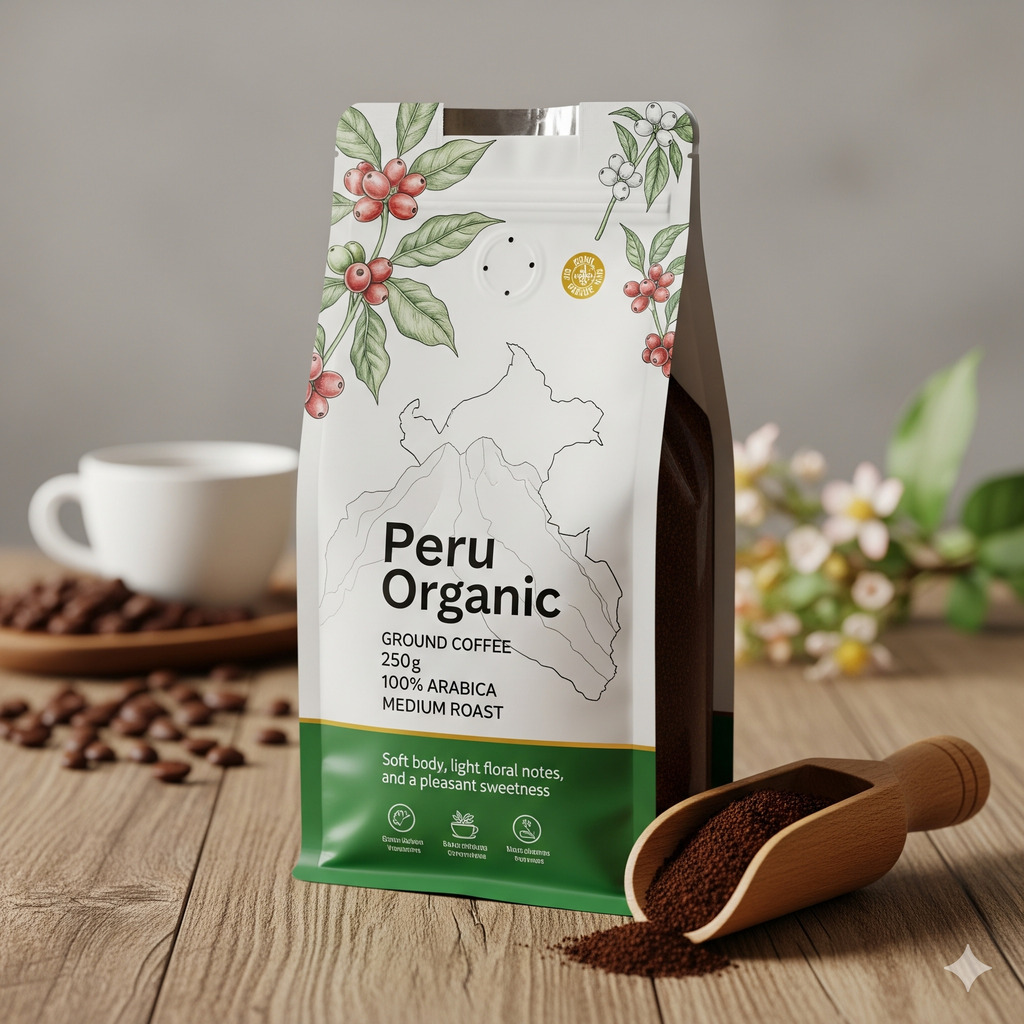 Peru
Organic
GROUND COFFEE
250g
100% ARABICA
MEDIUM ROAST
Soft body, light floral notes,
and a pleasant sweetness